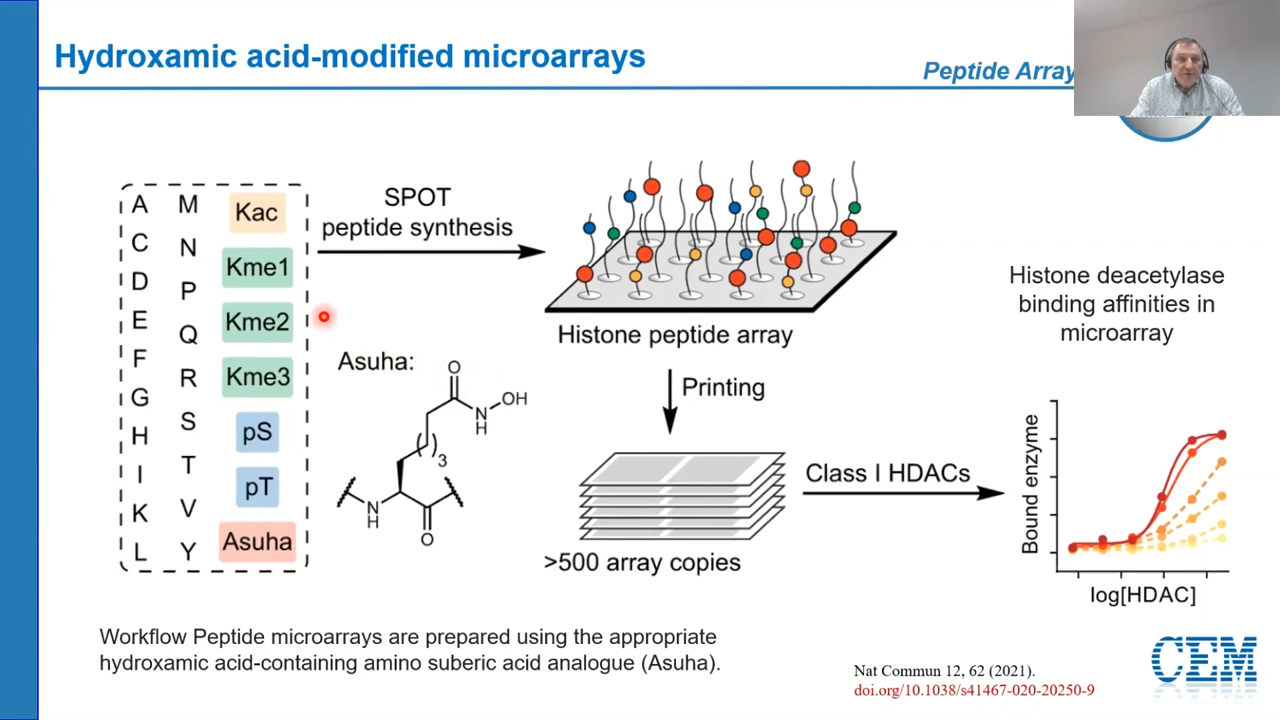 Hydroxamic acid-modified microarrays
Peptide Array
A
C
D
E
F
G
H
I
K
L
M
N
P
Q
R
S
T
V
Y
Kac
Kme1
Kme2
Kme3
pS
pT
Asuha
SPOT
peptide synthesis
Histone peptide array
Asuha:
O
N
H
OH
3
N
H
O
Printing
>500 array copies
Class I HDACs
Histone deacetylase
binding affinities in
microarray
Bound enzyme
log[HDAC]
Workflow Peptide microarrays are prepared using the appropriate
hydroxamic acid-containing amino suberic acid analogue (Asuha).
Nat Commun 12, 62 (2021).
doi.org/10.1038/s41467-020-20250-9
CEM